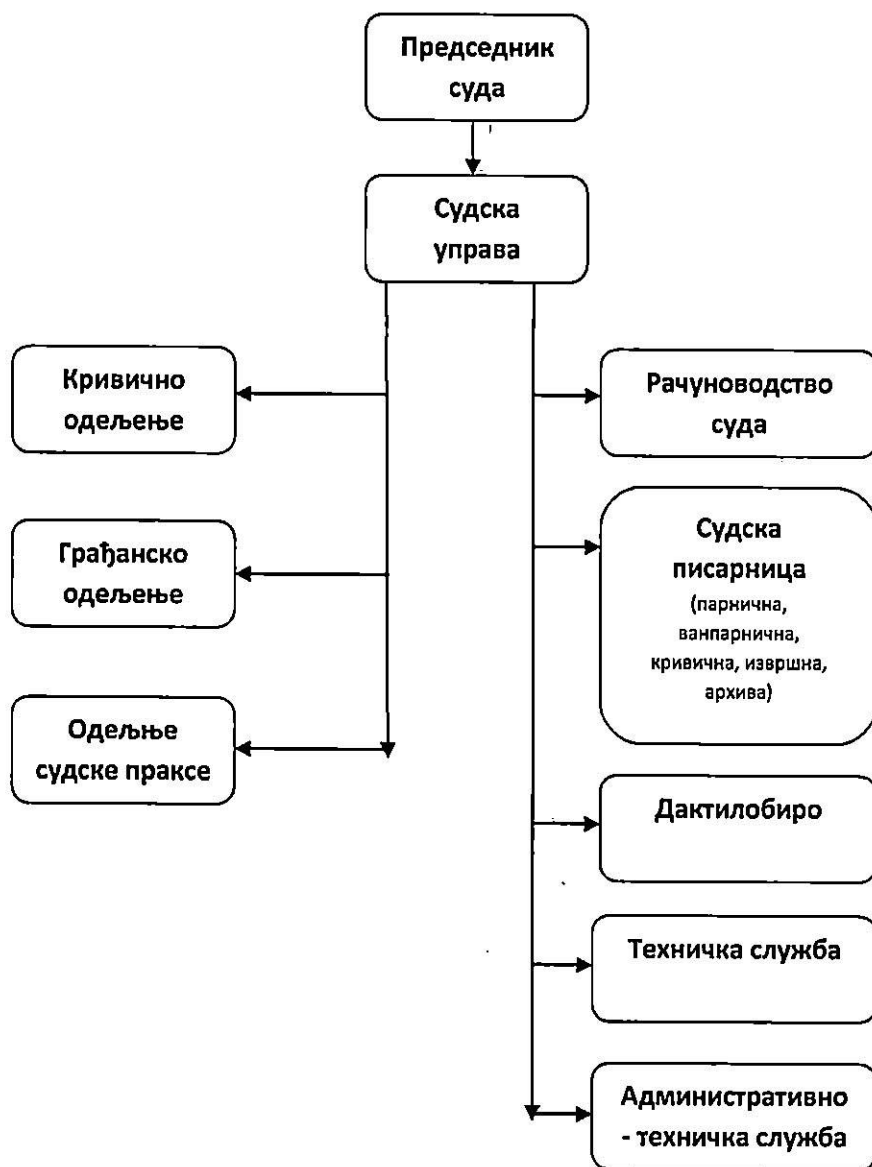 Председник
суда
Судска
управа
Кривично
одељење
Грађанско
одељење
Одељње
судске праксе
Рачуноводство
суда
Судска
писарница
(парнична,
ванпарнична,
кривична, извршна,
архива)
Дактилобиро
Техничка служба
Административно
- техничка служба